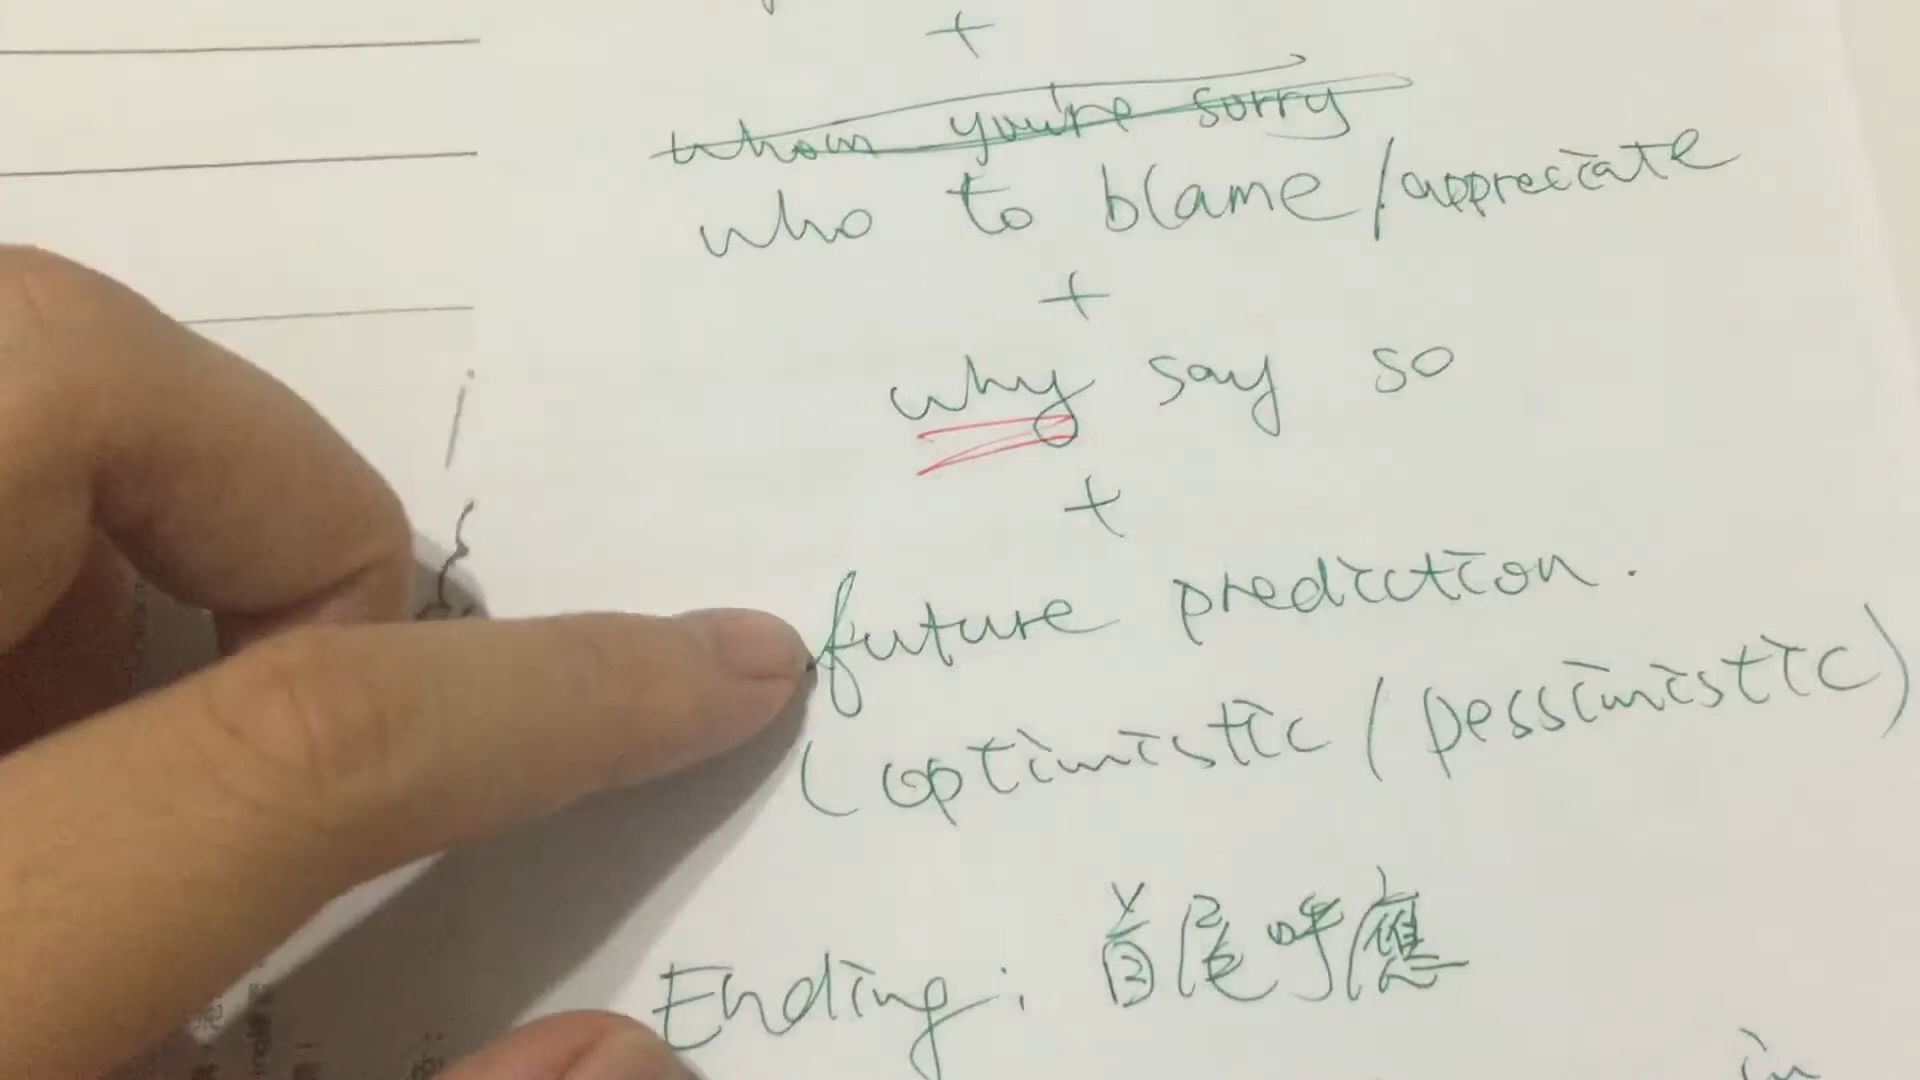 +
whom you're sorry
who to blame/appreciate
+
why say so
+
future prediction.
(optimistic/pessimistic)
Ending: 首尾呼應
in